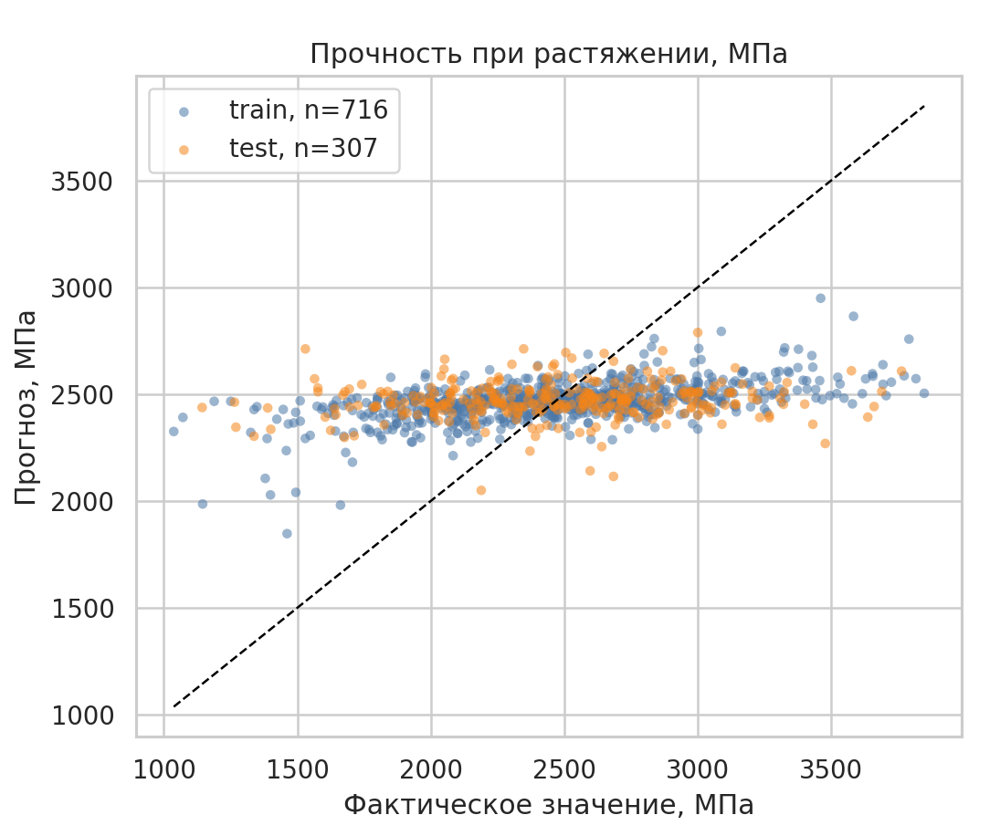 Прочность при растяжении, МПа
train, n=716
test, n=307
Прогноз, МПа
3500
3000
2500
2000
1500
1000
1000 1500 2000 2500 3000 3500
Фактическое значение, МПа